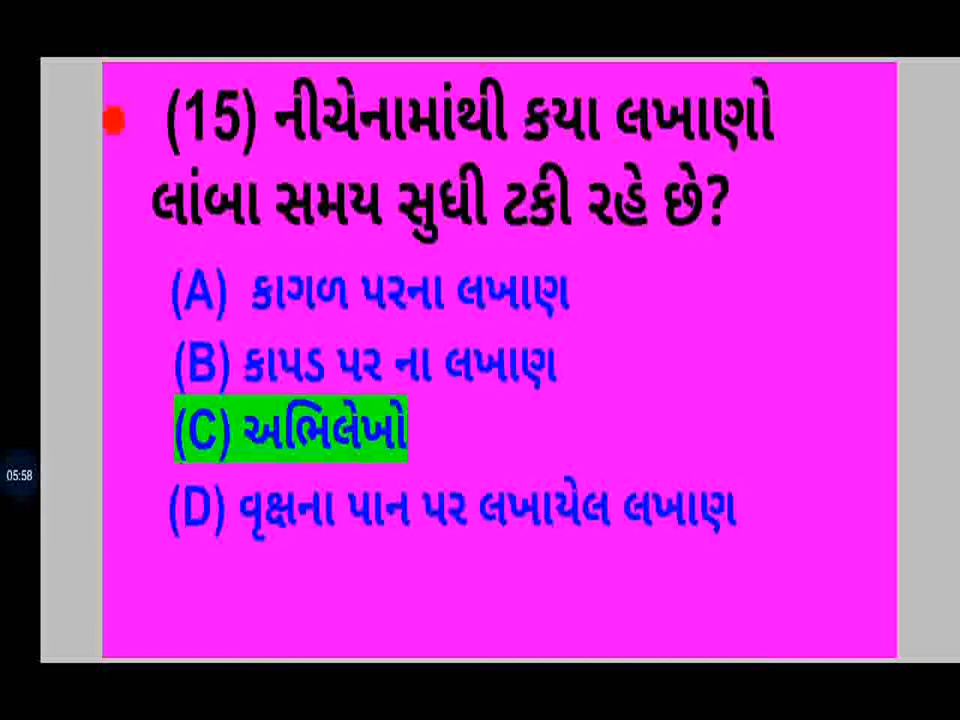 (15) નીચેનામાંથી કયા લખાણો
લાંબા સમય સુધી ટકી રહે છે?
(A) કાગળ પરના લખાણ
(B) કાપડ પર ના લખાણ
(C) અભિલેખો
05:58
(D) વૃક્ષના પાન પર લખાયેલ લખાણ